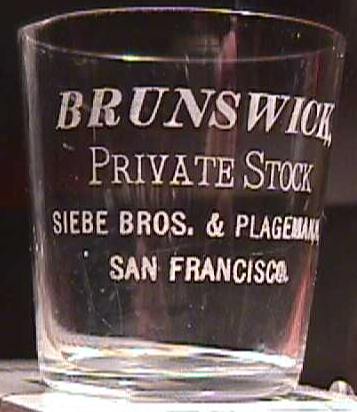 BRUNSWICK,
PRIVATE STOCK
SIEBE BROS. & PLAGEMANN,
SAN FRANCISCO.